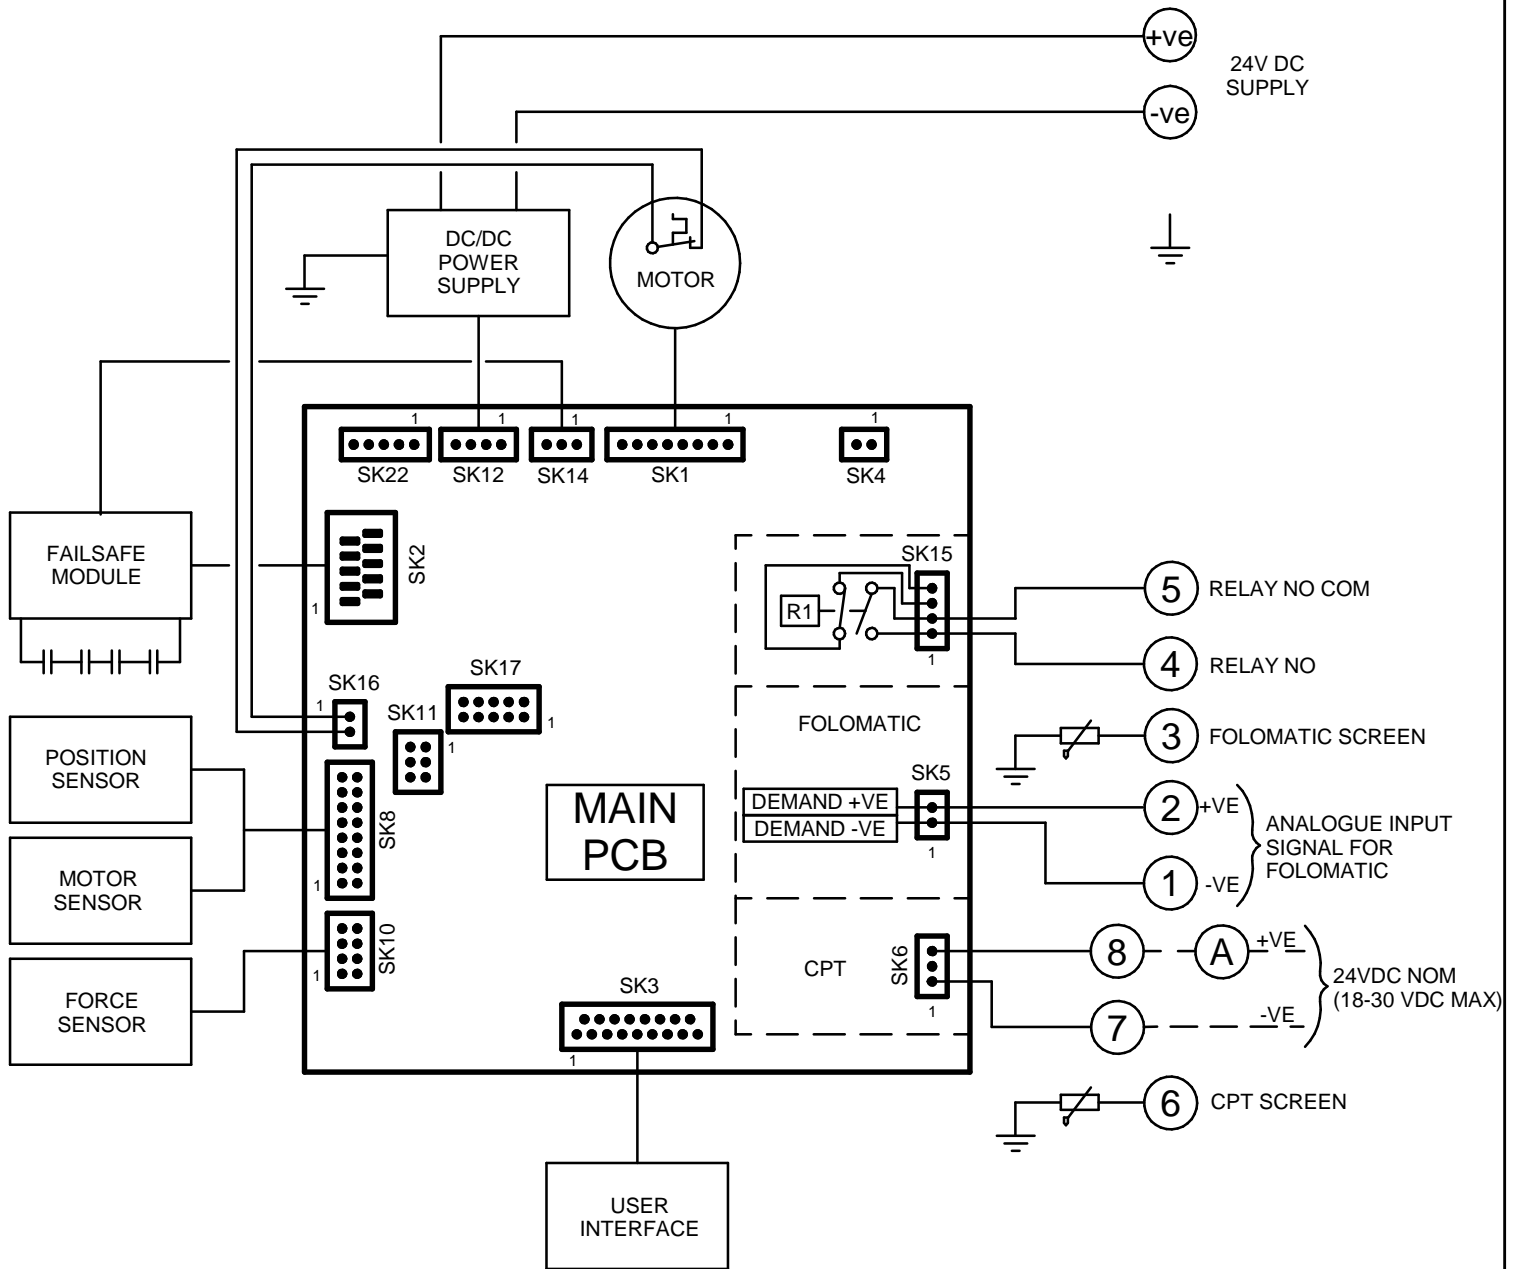 +ve
24V DC
SUPPLY
-ve
DC/DC
POWER
SUPPLY
MOTOR
1
1
1
1
1
SK22
SK12
SK14
SK1
SK4
FAILSAFE
MODULE
SK2
1
SK15
R1
1
5
RELAY NO COM
4
RELAY NO
SK16
1
SK17
1
SK11
1
FOLOMATIC
3
FOLOMATIC SCREEN
POSITION
SENSOR
SK8
1
MAIN
PCB
SK5
DEMAND +VE
DEMAND -VE
1
2
+VE
1
-VE
ANALOGUE INPUT
SIGNAL FOR
FOLOMATIC
MOTOR
SENSOR
SK10
1
CPT
SK6
1
8
A
+VE
7
-VE
24VDC NOM
(18-30 VDC MAX)
FORCE
SENSOR
SK3
1
6
CPT SCREEN
USER
INTERFACE